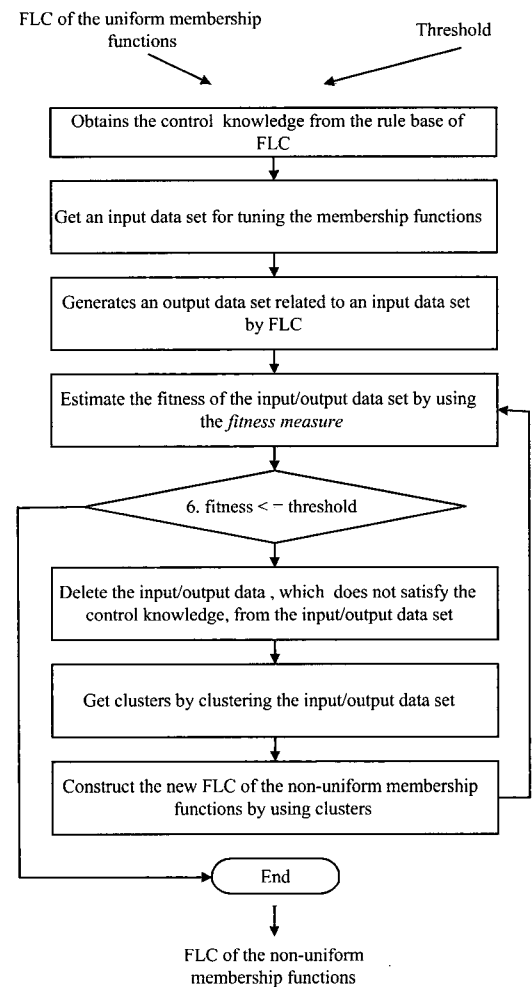 FLC of the uniform membership
functions
Threshold
Obtains the control knowledge from the rule base of
FLC
Get an input data set for tuning the membership functions
Generates an output data set related to an input data set
by FLC
Estimate the fitness of the input/output data set by using
the fitness measure
6. fitness < = threshold
Delete the input/output data , which does not satisfy the
control knowledge, from the input/output data set
Get clusters by clustering the input/output data set
Construct the new FLC of the non-uniform membership
functions by using clusters
End
FLC of the non-uniform
membership functions